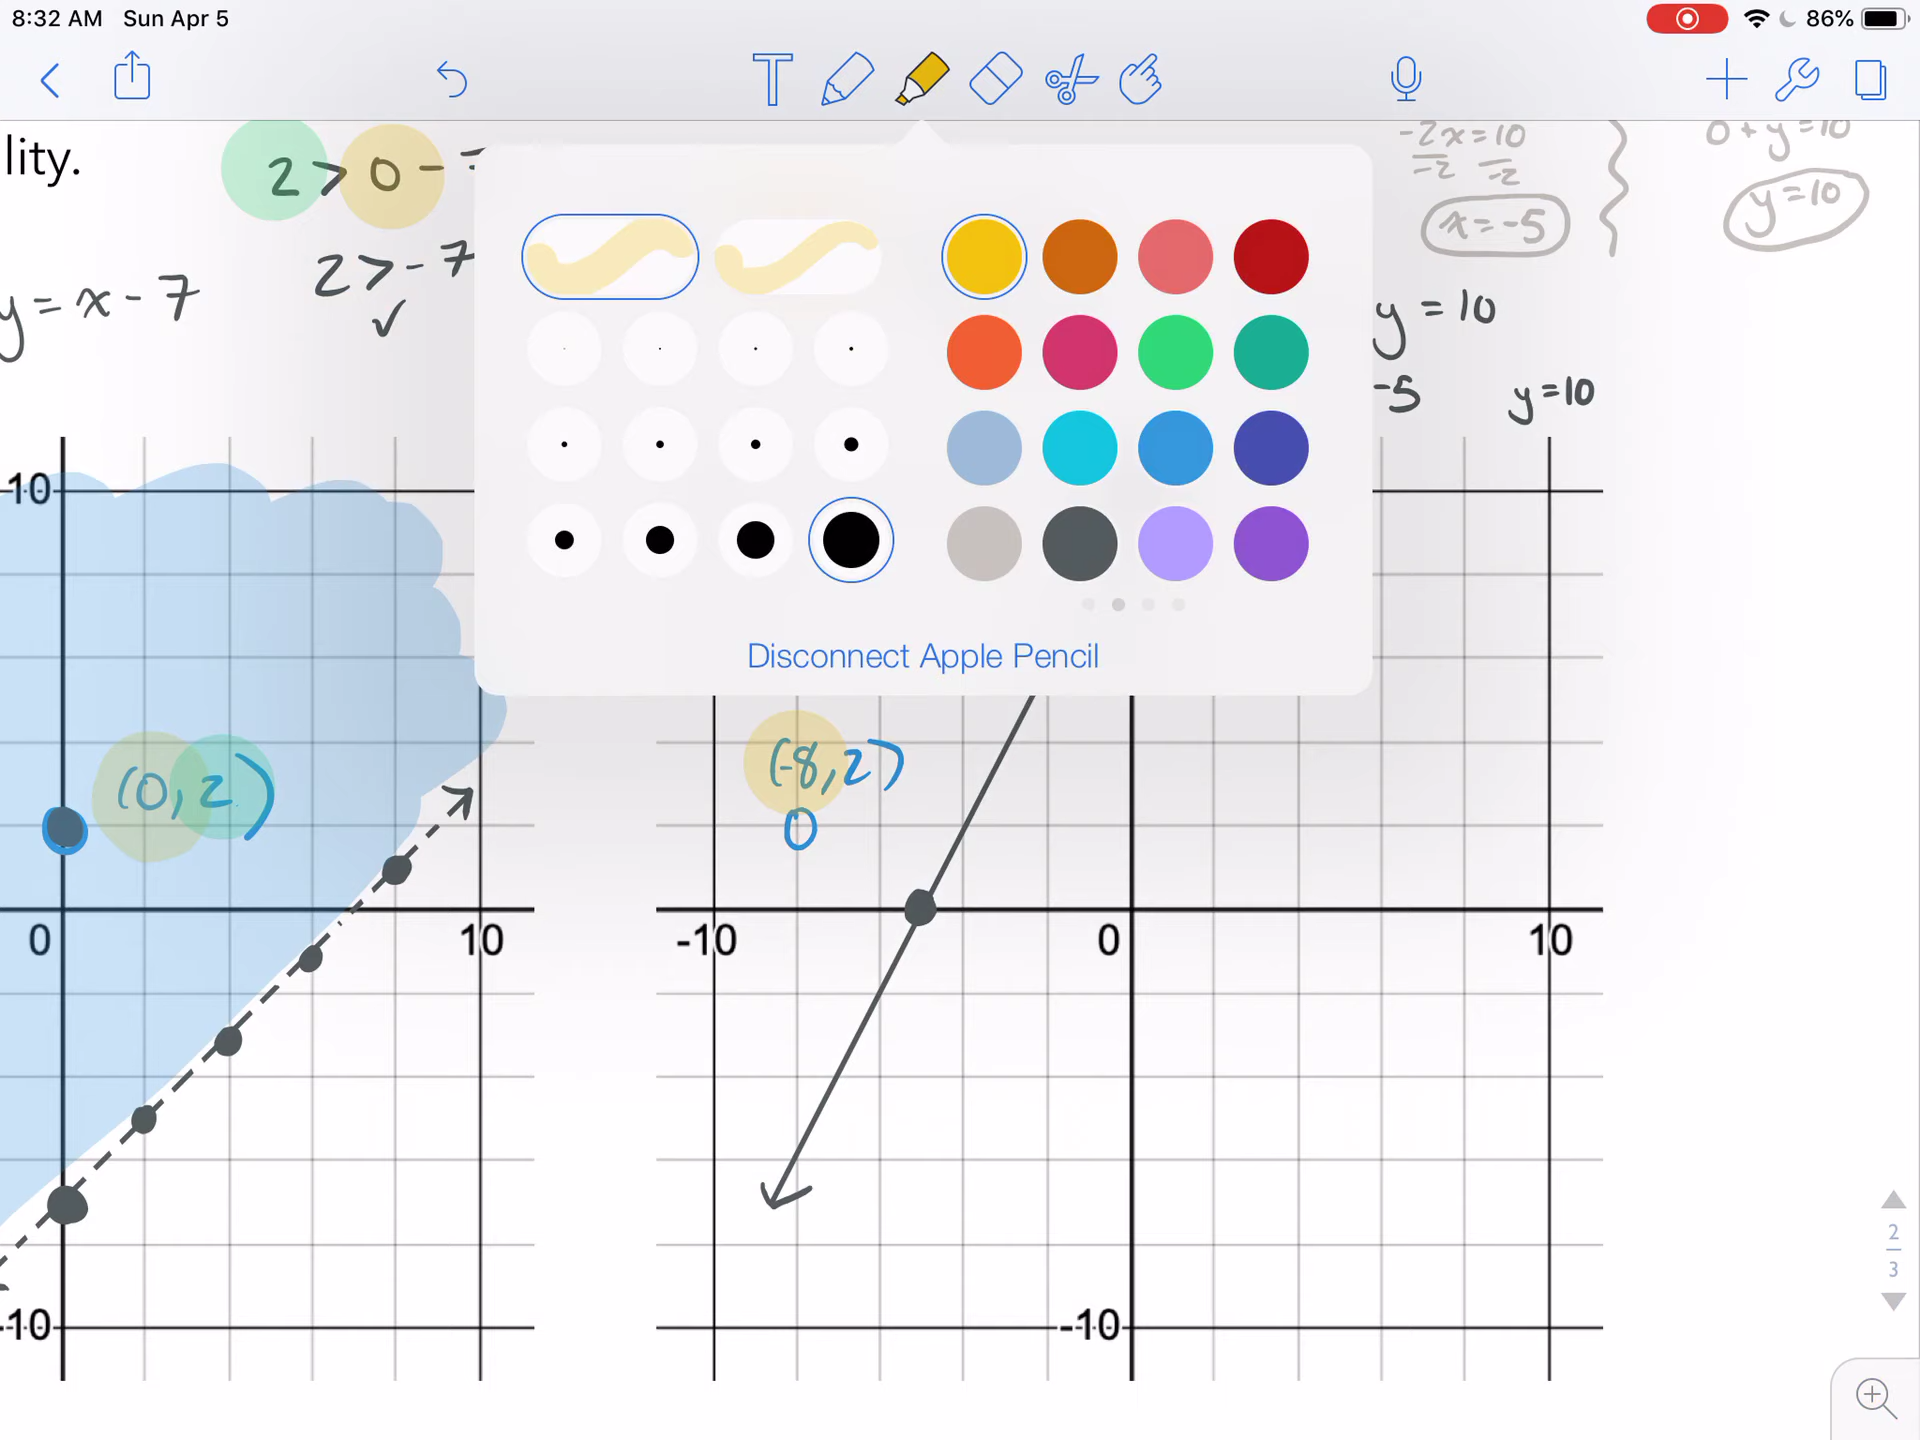 8:32 AM Sun Apr 5
86%
T
lity.
2 > 0 -
2 > - 7
✓
y = x - 7
-2x = 10
-2 -2
x = -5
0 + y = 10
y = 10
y = 10
-5 y = 10
Disconnect Apple Pencil
10
(0, 2)
0
10
-10
(-8, 2)
0
-10
0
10
-10
2
3